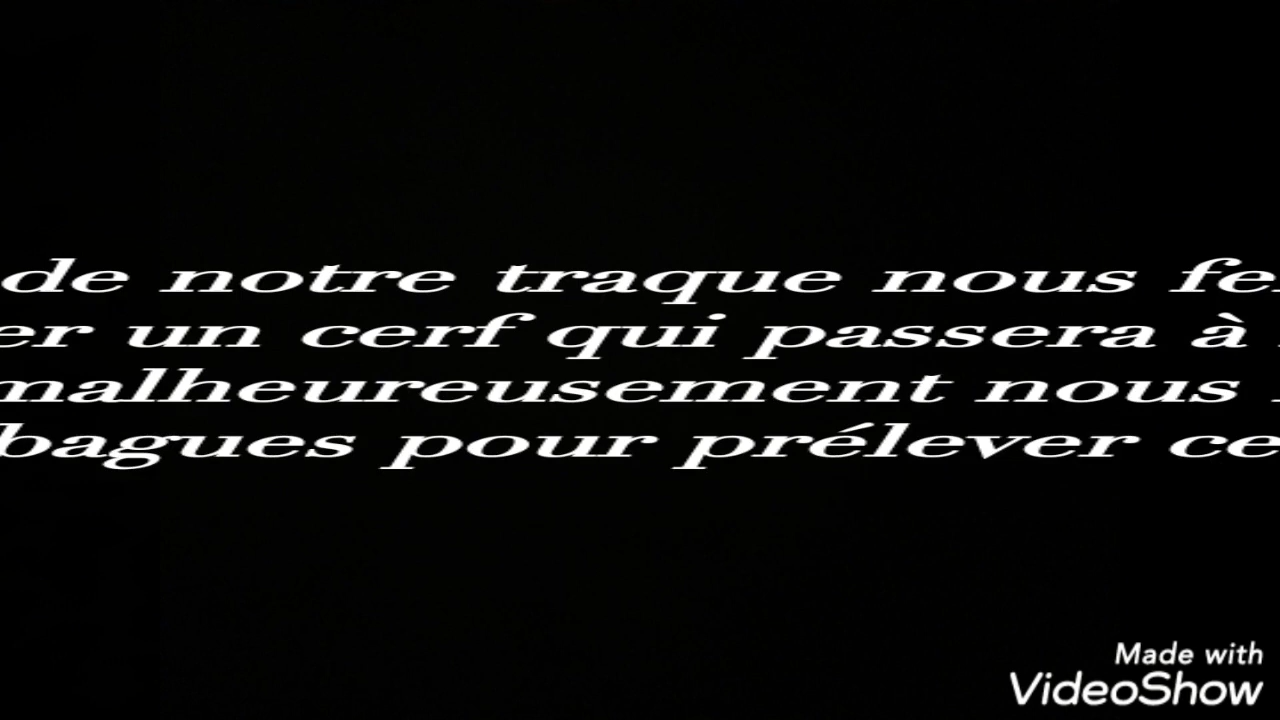 de notre traque nous fe
er un cerf qui passera à
malheureusement nous
bagues pour prélever ce
Made with
VideoShow